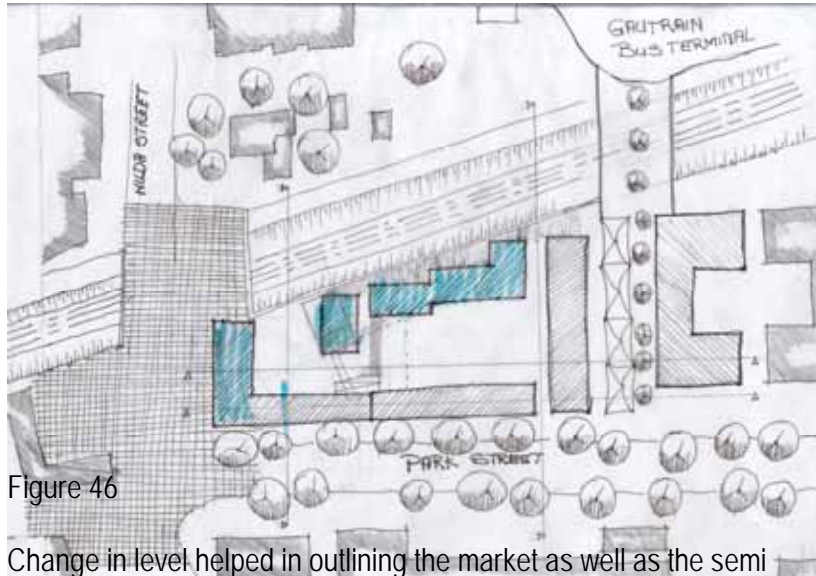 GAUTRAIN
BUS TERMINAL
HILDA STREET
PARK STREET
Figure 46
Change in level helped in outlining the market as well as the semi